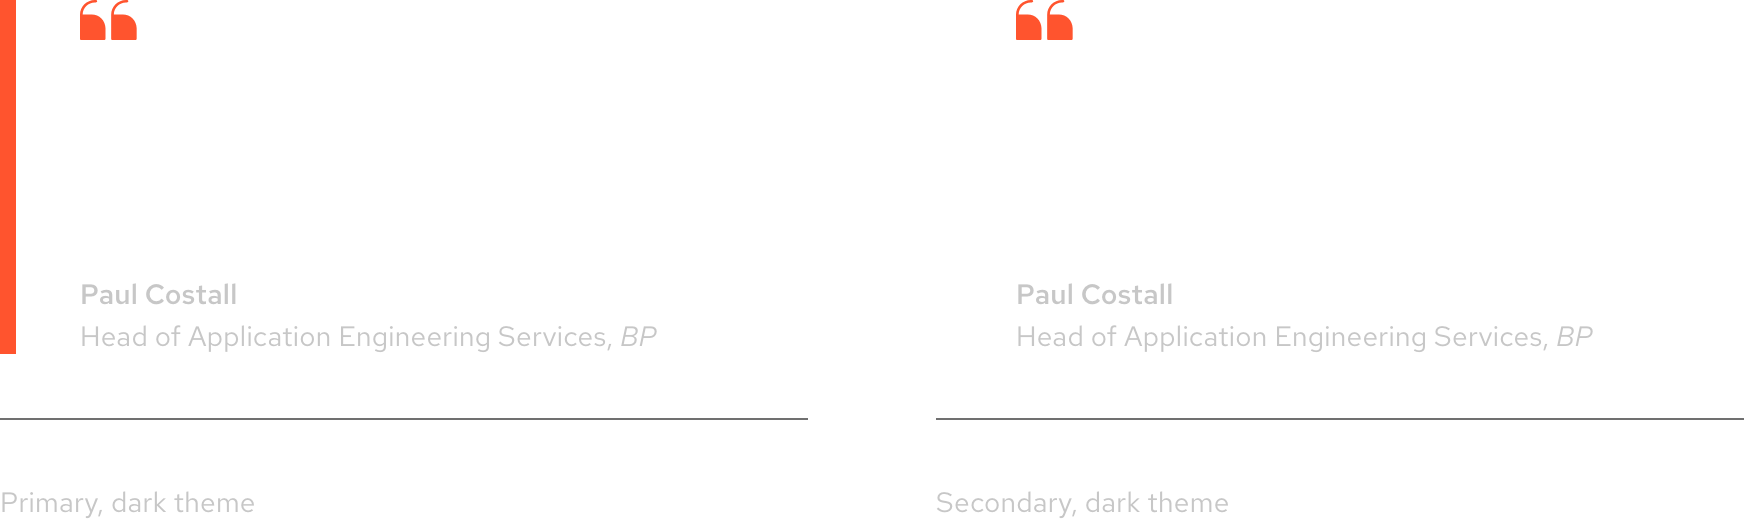 “
Paul Costall
Head of Application Engineering Services, BP
Primary, dark theme
“
Paul Costall
Head of Application Engineering Services, BP
Secondary, dark theme